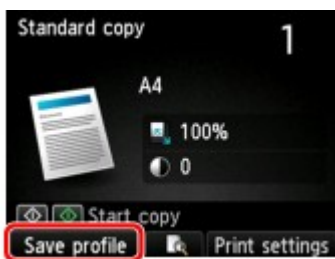 Standard copy
1
A4
100%
0
Start copy
Save profile
Print settings